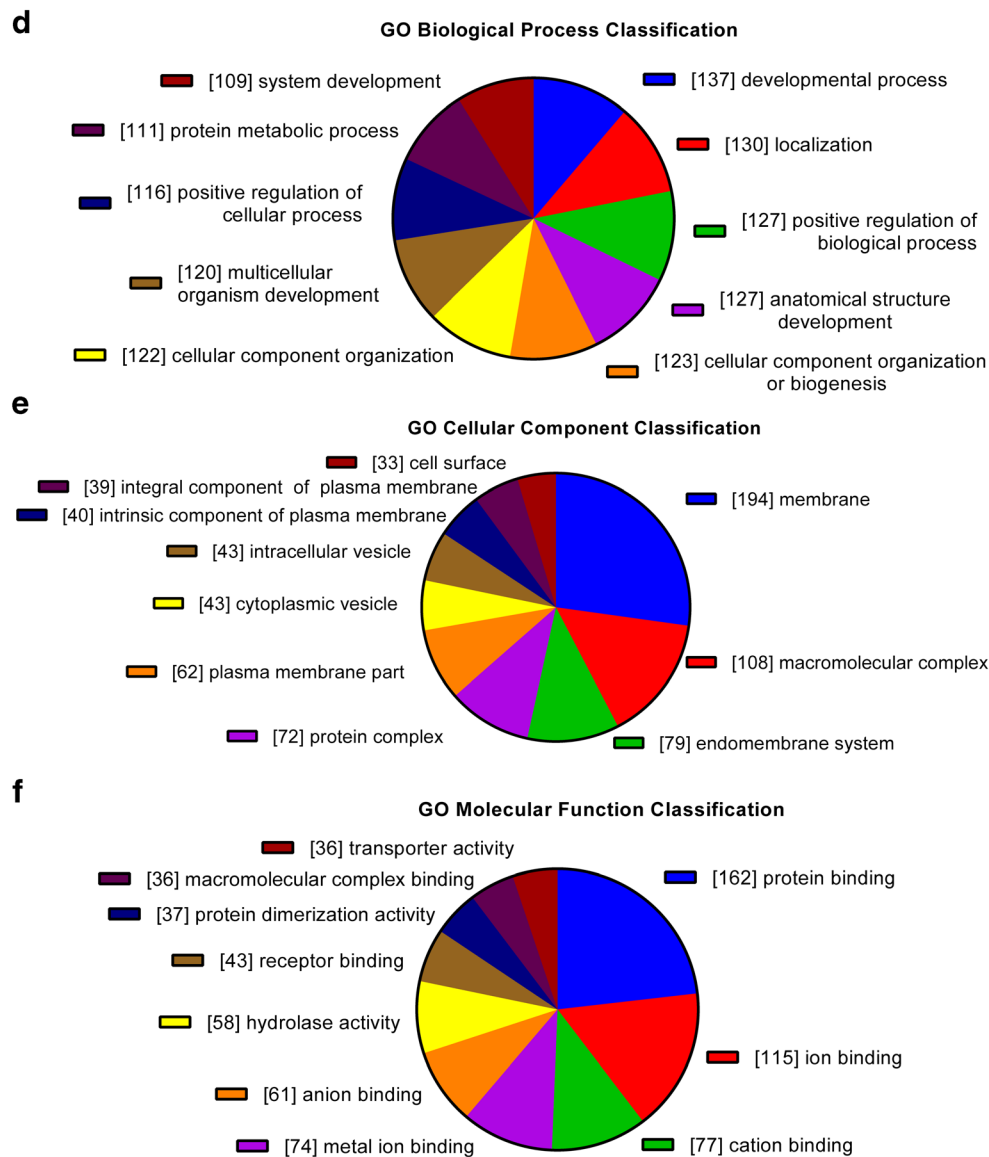 d
GO Biological Process Classification
[109] system development
[137] developmental process
[111] protein metabolic process
[130] localization
[116] positive regulation of
cellular process
[127] positive regulation of
biological process
[120] multicellular
organism development
[127] anatomical structure
development
[122] cellular component organization
[123] cellular component organization
or biogenesis
e
GO Cellular Component Classification
[33] cell surface
[39] integral component of plasma membrane
[194] membrane
[40] intrinsic component of plasma membrane
[43] intracellular vesicle
[43] cytoplasmic vesicle
[108] macromolecular complex
[62] plasma membrane part
[72] protein complex
[79] endomembrane system
f
GO Molecular Function Classification
[36] transporter activity
[36] macromolecular complex binding
[162] protein binding
[37] protein dimerization activity
[43] receptor binding
[58] hydrolase activity
[115] ion binding
[61] anion binding
[74] metal ion binding
[77] cation binding